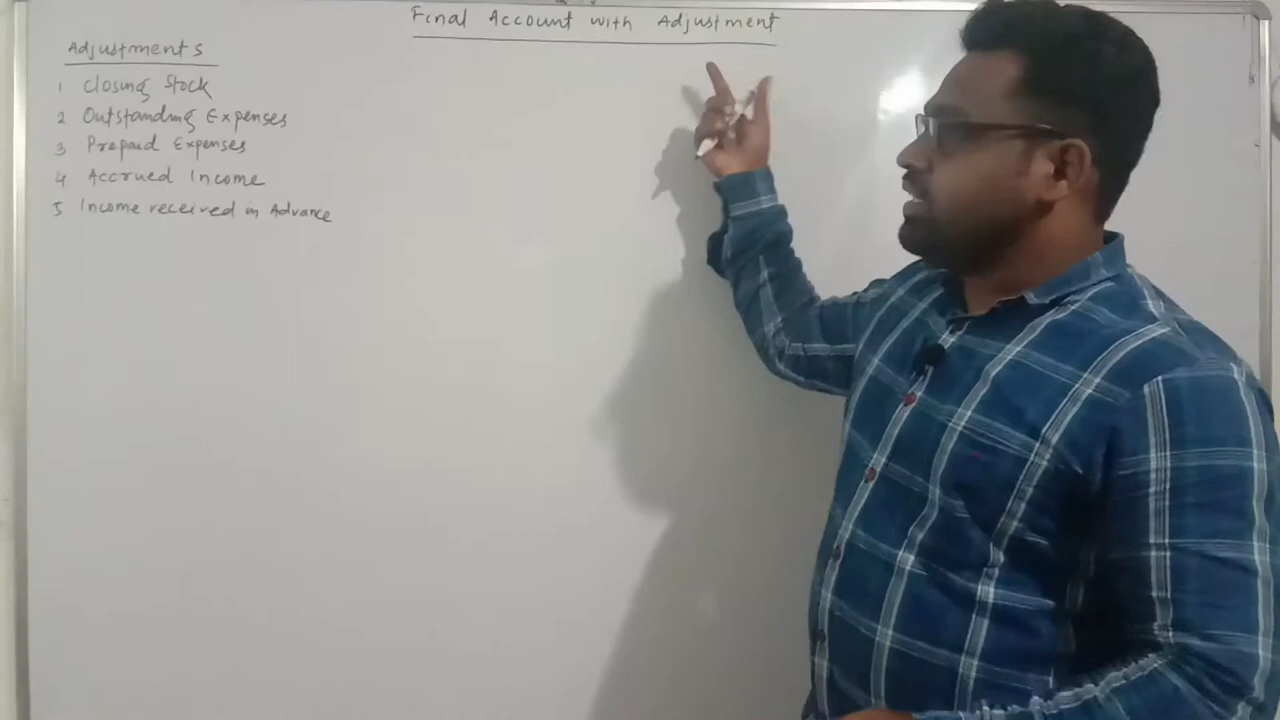 Final Account with Adjustment
Adjustments
1 Closing Stock
2 Outstanding Expenses
3 Prepaid Expenses
4 Accrued Income
5 Income received in Advance